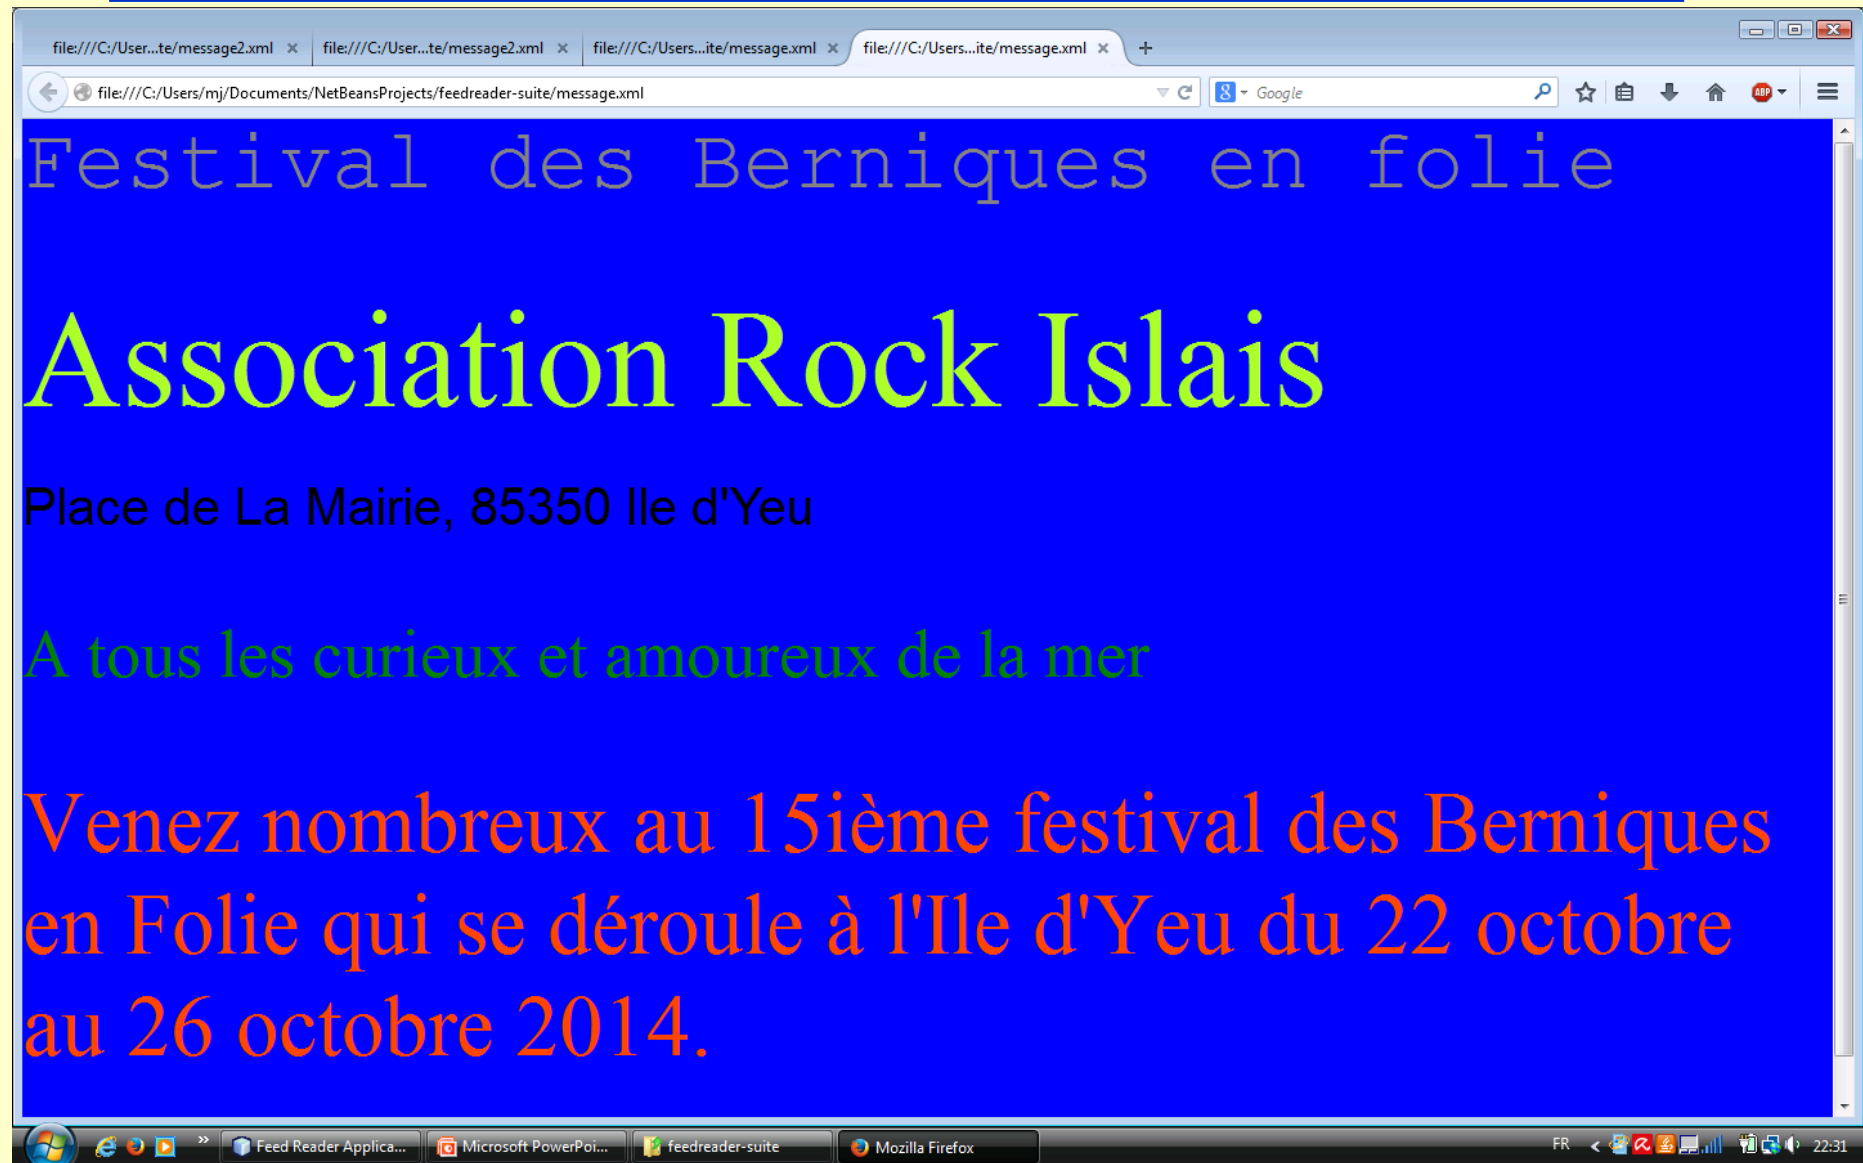 file:///C:/User...te/message2.xml file:///C:/User...te/message2.xml file:///C:/Users...ite/message.xml file:///C:/Users...ite/message.xml
file:///C:/Users/mj/Documents/NetBeansProjects/feedreader-suite/message.xml Google ABP
Festival des Berniques en folie
Association Rock Islais
Place de La Mairie, 85350 Ile d'Yeu
A tous les curieux et amoureux de la mer
Venez nombreux au 15ième festival des Berniques
en Folie qui se déroule à l'Ile d'Yeu du 22 octobre
au 26 octobre 2014.
Feed Reader Applica... Microsoft PowerPoi... feedreader-suite Mozilla Firefox FR 22:31